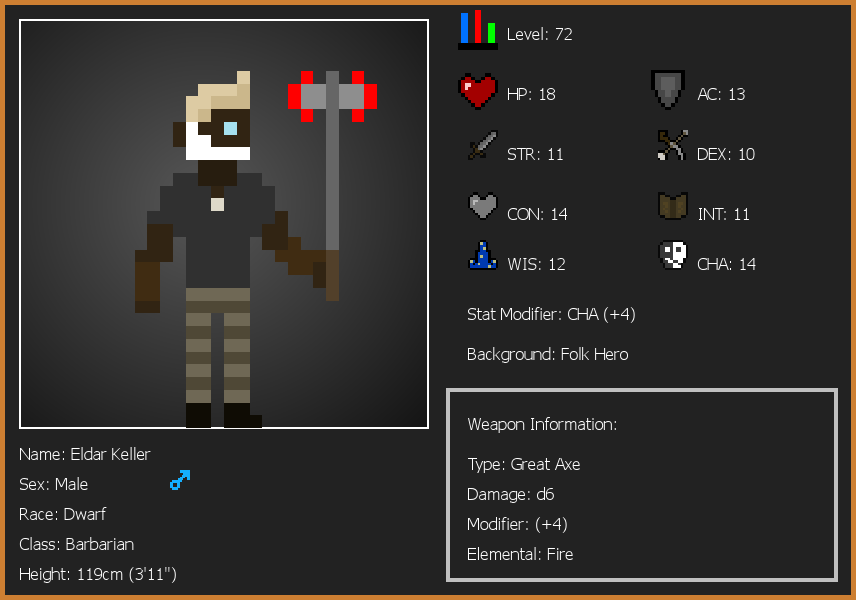 Level: 72
HP: 18
AC: 13
STR: 11
DEX: 10
CON: 14
INT: 11
WIS: 12
CHA: 14
Stat Modifier: CHA (+4)
Background: Folk Hero
Weapon Information:
Type: Great Axe
Damage: d6
Modifier: (+4)
Elemental: Fire
Name: Eldar Keller
Sex: Male
Race: Dwarf
Class: Barbarian
Height: 119cm (3'11")